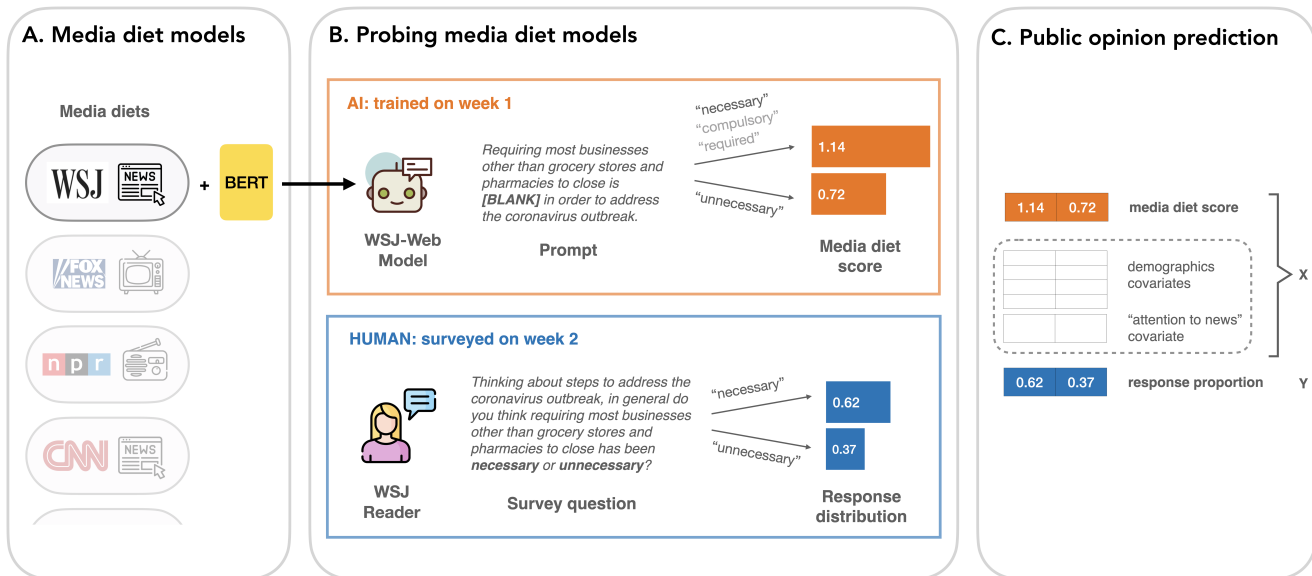 A. Media diet models
Media diets
WSJ
NEWS
+
BERT
FOX
NEWS
npr
CNN
NEWS
B. Probing media diet models
AI: trained on week 1
WSJ-Web
Model
Requiring most businesses
other than grocery stores and
pharmacies to close is
[BLANK] in order to address
the coronavirus outbreak.
Prompt
“necessary”
“compulsory”
“required”
“unnecessary”
1.14
0.72
Media diet
score
HUMAN: surveyed on week 2
WSJ
Reader
Thinking about steps to address the
coronavirus outbreak, in general do
you think requiring most businesses
other than grocery stores and
pharmacies to close has been
necessary or unnecessary?
Survey question
“necessary”
“unnecessary”
0.62
0.37
Response
distribution
C. Public opinion prediction
1.14 0.72 media diet score
demographics
covariates
“attention to news”
covariate
X
0.62 0.37 response proportion Y